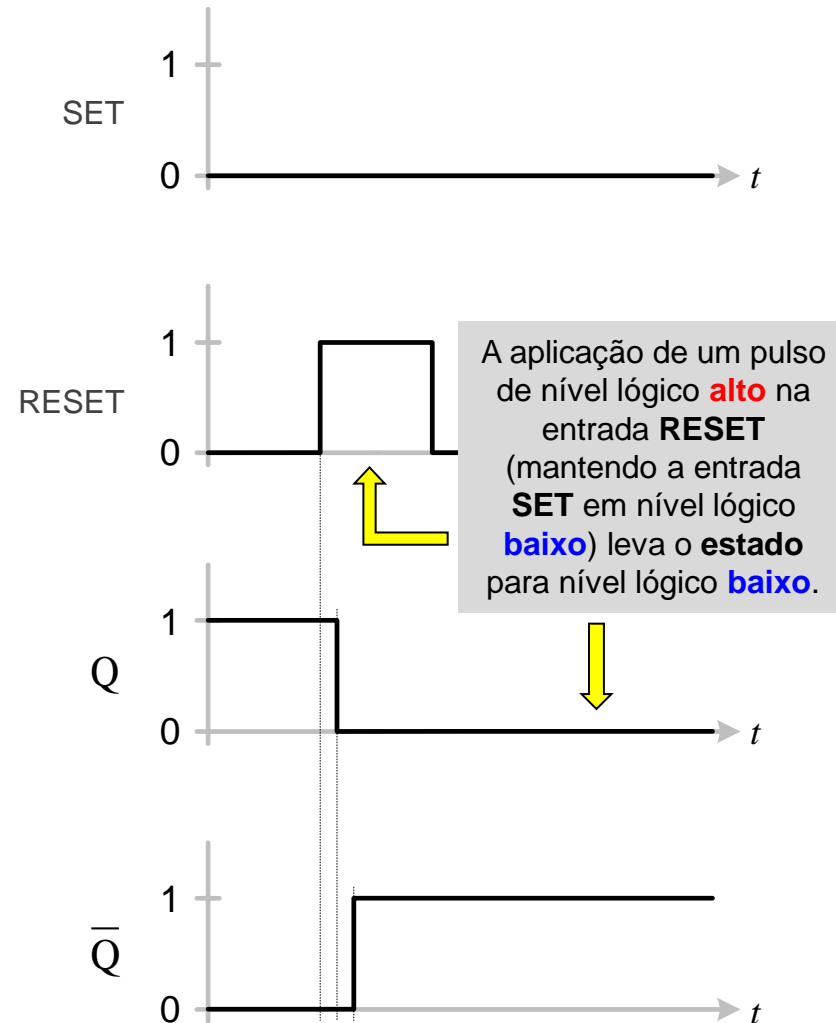 1
SET
0
t
1
RESET
0
A aplicação de um pulso
de nível lógico alto na
entrada RESET
(mantendo a entrada
SET em nível lógico
baixo) leva o estado
para nível lógico baixo.
1
Q
0
t
1
Q̅
0
t